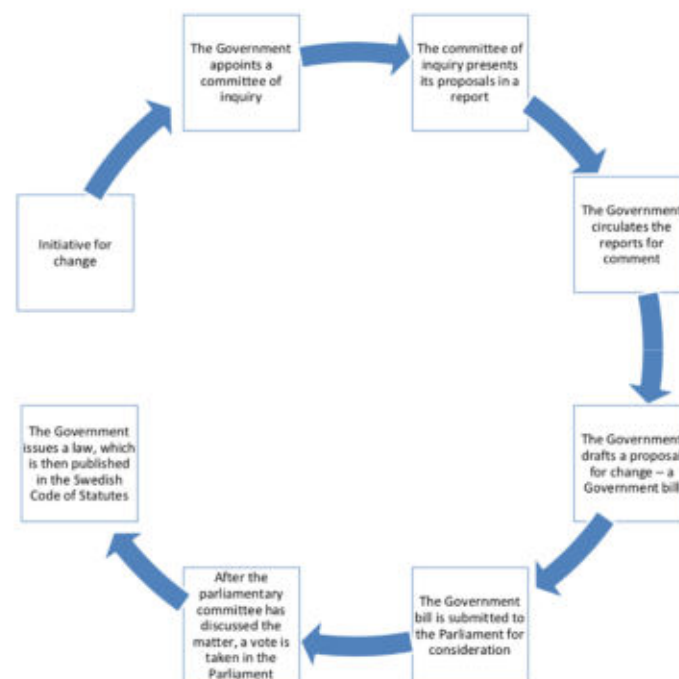 The Government
appoints a
committee of
inquiry
The committee of
inquiry presents
its proposals in a
report
The Government
circulates the
reports for
comment
The Government
drafts a proposal
for change – a
Government bill
The Government
bill is submitted to
the Parliament for
consideration
After the
parliamentary
committee has
discussed the
matter, a vote is
taken in the
Parliament
The Government
issues a law, which
is then published
in the Swedish
Code of Statutes
Initiative for
change